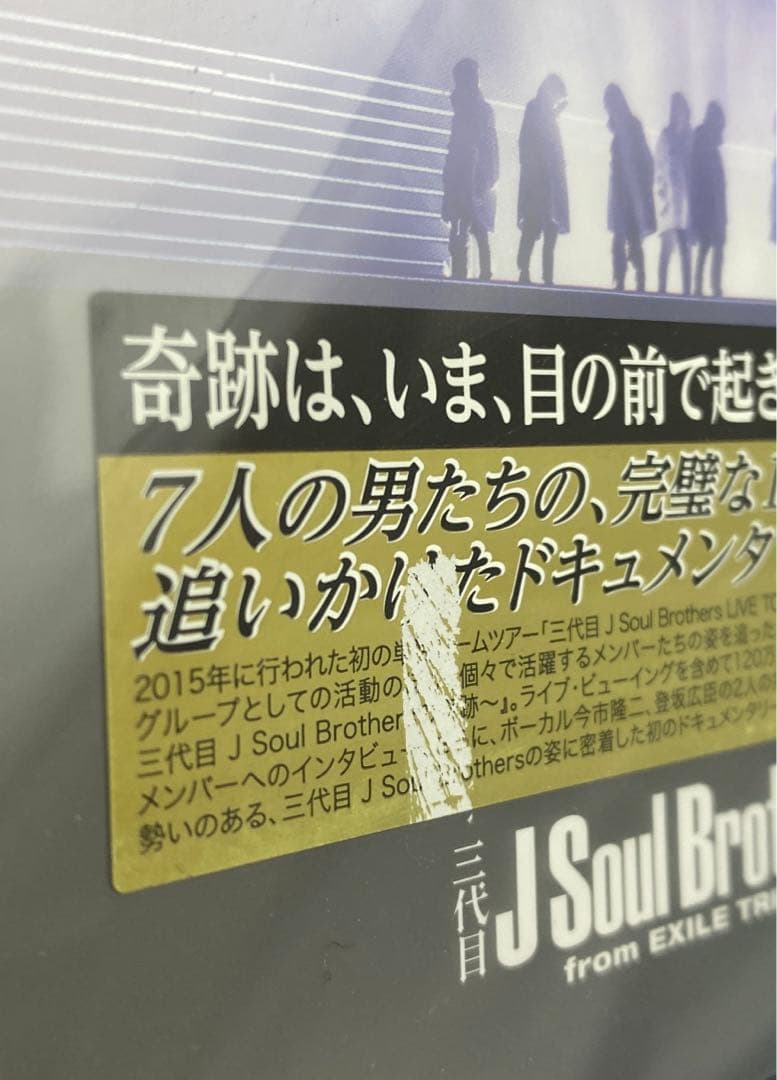 奇跡は、いま、目の前で起き
7人の男たちの、完璧な
追いかけたドキュメンタ
2015年に行われた初の単 ームツアー「三代目 J Soul Brothers LIVE T
グループとしての活動の 個々で活躍するメンバーたちの姿を追った
三代目 J Soul Brother 跡〜』。ライブ・ビューイングを含めて120万
メンバーへのインタビュー に、ボーカル今市隆二、登坂広臣の2人の
勢いのある、三代目 J Sou othersの姿に密着した初のドキュメンタリー
三代目
J Soul Brot
from EXILE TRI